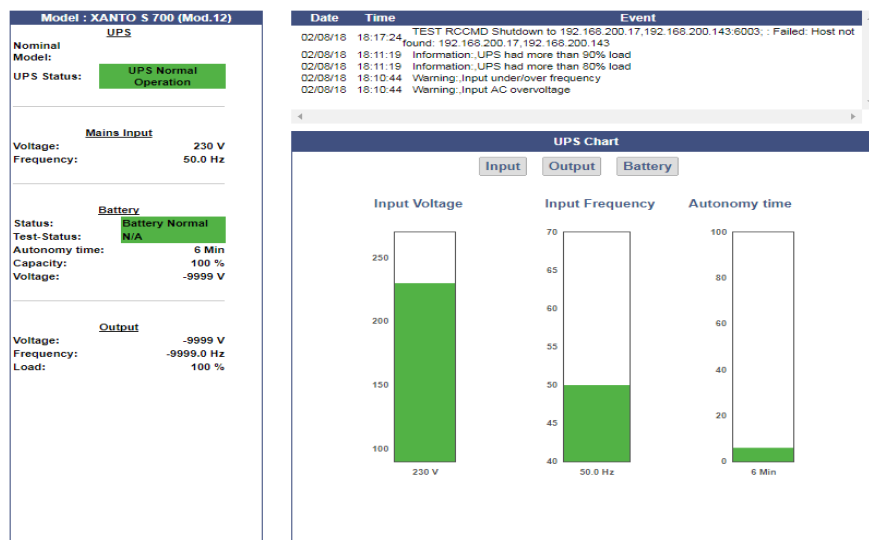 Model : XANTO S 700 (Mod.12)
UPS
Nominal
Model:
UPS Status: UPS Normal Operation
Mains Input
Voltage: 230 V
Frequency: 50.0 Hz
Battery
Status: Battery Normal
Test-Status: N/A
Autonomy time: 6 Min
Capacity: 100 %
Voltage: -9999 V
Output
Voltage: -9999 V
Frequency: -9999.0 Hz
Load: 100 %
Date Time Event
02/08/18 18:17:24, TEST RCCMD Shutdown to 192.168.200.17,192.168.200.143:6003; : Failed: Host not
found: 192.168.200.17,192.168.200.143
02/08/18 18:11:19 Information:,UPS had more than 90% load
02/08/18 18:11:19 Information:,UPS had more than 80% load
02/08/18 18:10:44 Warning:,Input under/over frequency
02/08/18 18:10:44 Warning:,Input AC overvoltage
UPS Chart
Input Output Battery
Input Voltage
250
200
150
100
230 V
Input Frequency
70
65
60
55
50
45
40
50.0 Hz
Autonomy time
100
80
60
40
20
0
6 Min